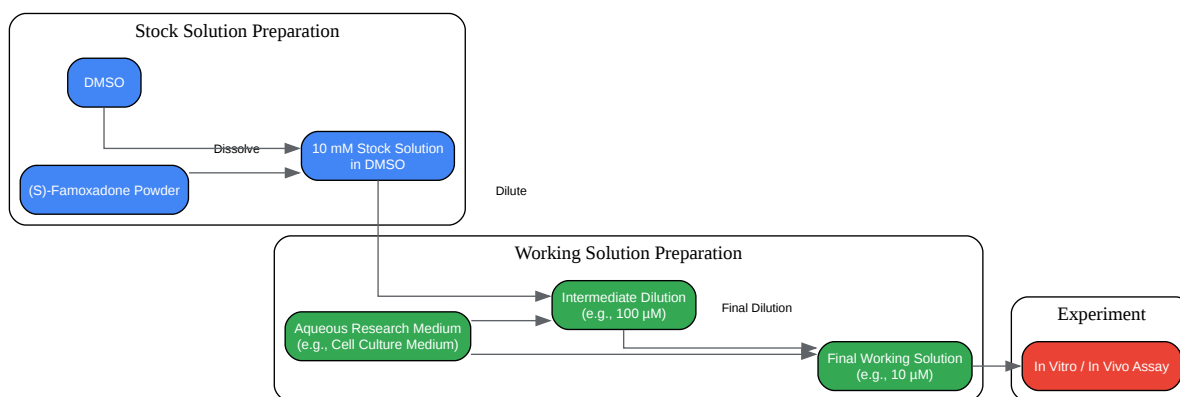 Stock Solution Preparation
DMSO
Dissolve
10 mM Stock Solution
in DMSO
(S)-Famoxadone Powder
Dilute
Working Solution Preparation
Intermediate Dilution
(e.g., 100 µM)
Final Dilution
Aqueous Research Medium
(e.g., Cell Culture Medium)
Final Working Solution
(e.g., 10 µM)
Experiment
In Vitro / In Vivo Assay